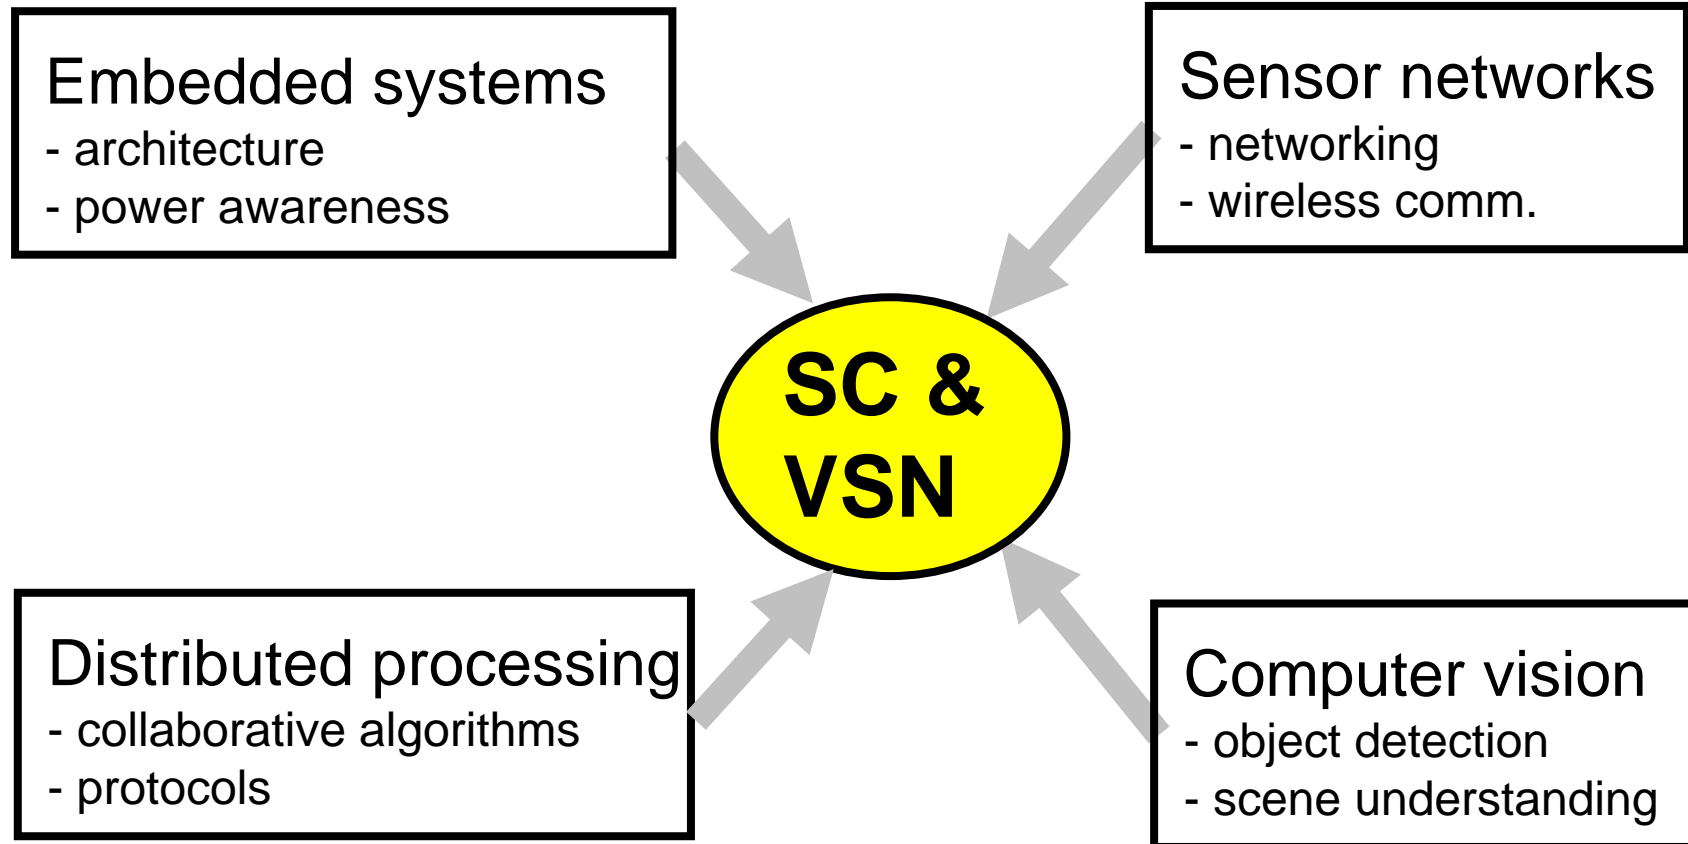 Embedded systems
- architecture
- power awareness
Sensor networks
- networking
- wireless comm.
SC &
VSN
Distributed processing
- collaborative algorithms
- protocols
Computer vision
- object detection
- scene understanding